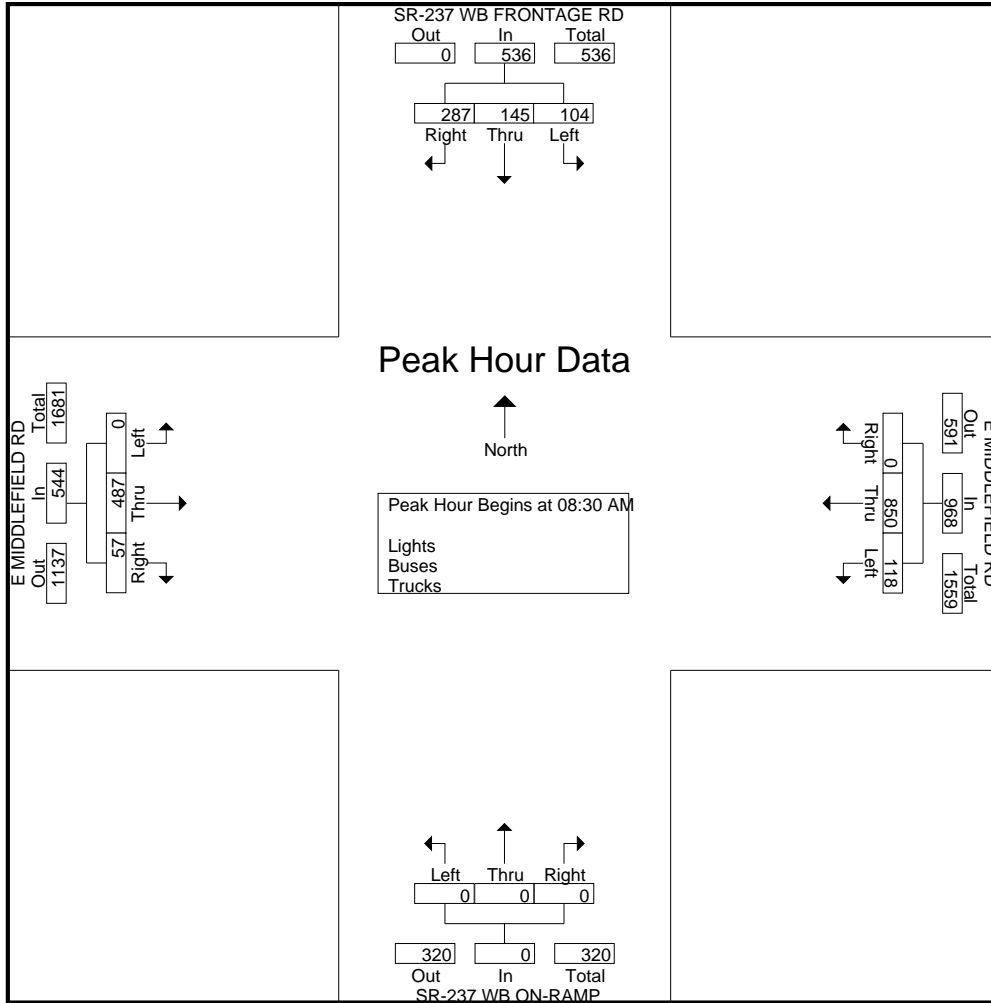 SR-237 WB FRONTAGE RD
Out In Total
0 536 536
287 145 104
Right Thru Left
Peak Hour Data
North
Peak Hour Begins at 08:30 AM
Lights
Buses
Trucks
E MIDDLEFIELD RD
Out In Total
1137 544 1681
0 487 57
Left Thru Right
E MIDDLEFIELD RD
Out In Total
591 968 1559
0 850 118
Right Thru Left
Left Thru Right
0 0 0
320 0 320
Out In Total
SR-237 WB ON-RAMP